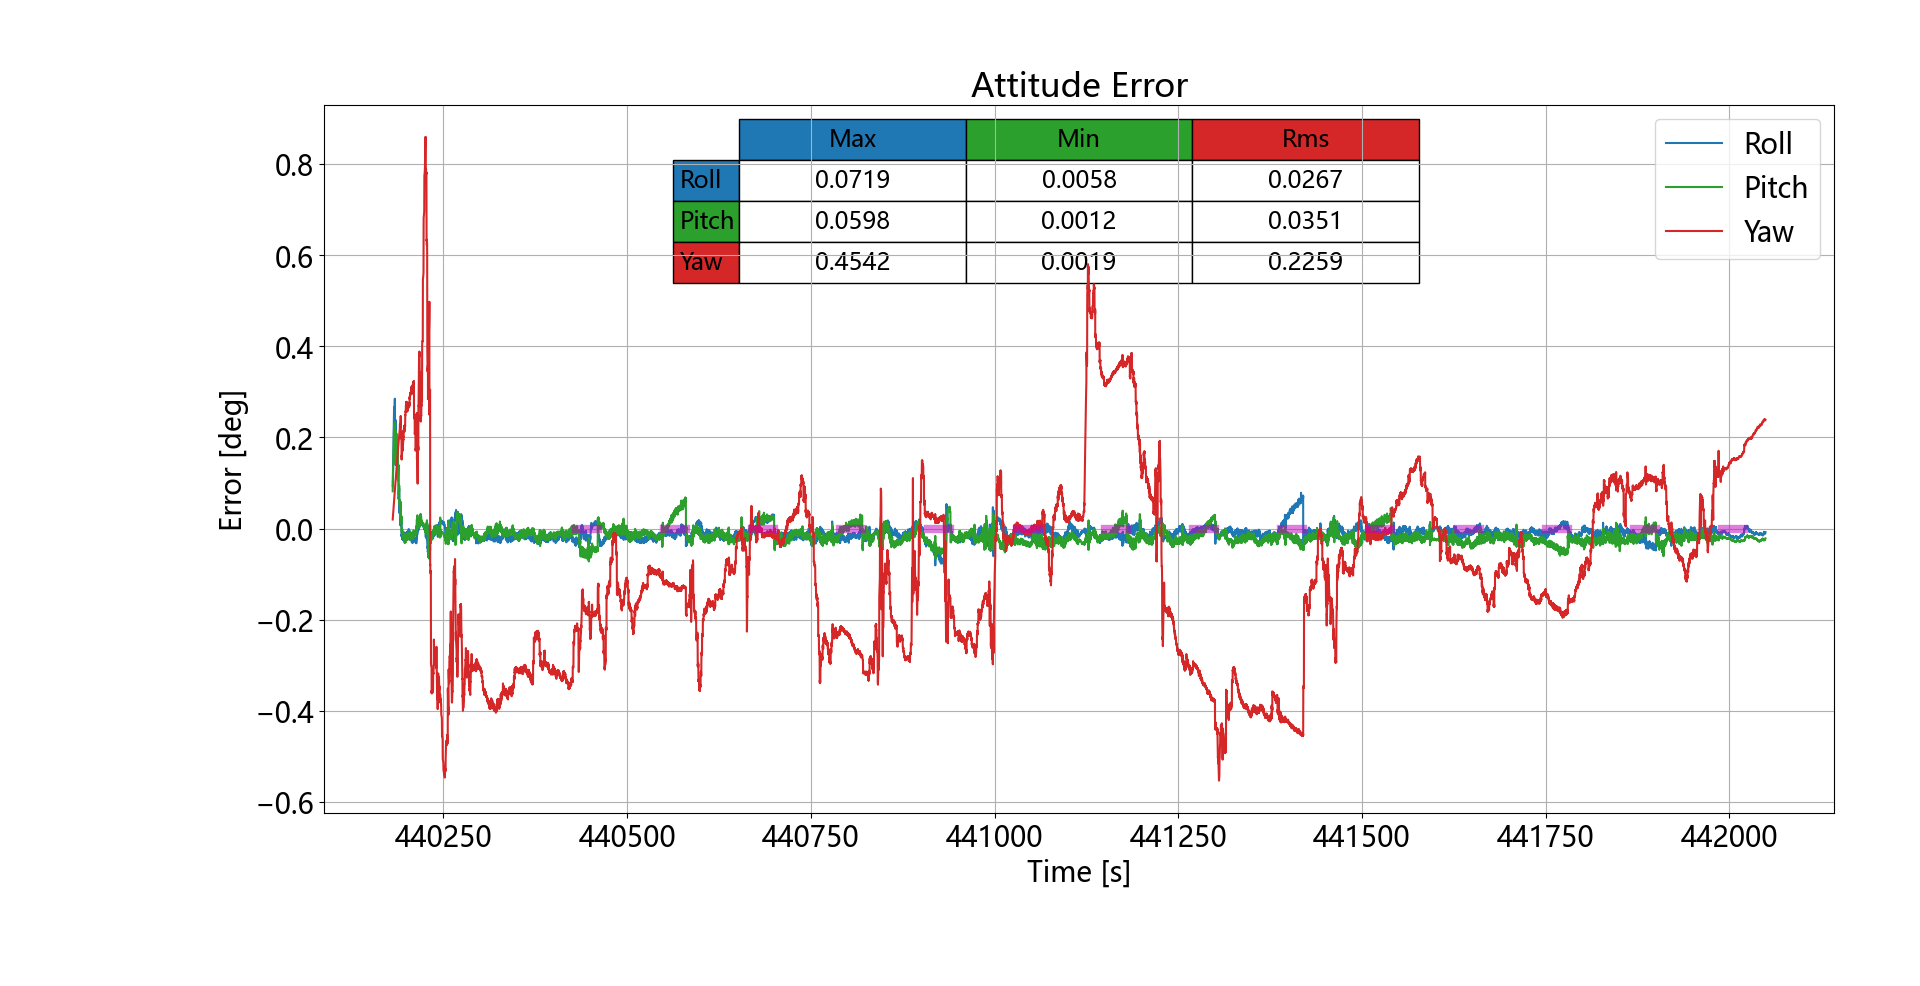 Attitude Error
Max Min Rms
Roll 0.0719 0.0058 0.0267
Pitch 0.0598 0.0012 0.0351
Yaw 0.4542 0.0019 0.2259
Roll
Pitch
Yaw
0.8
0.6
0.4
0.2
0.0
−0.2
−0.4
−0.6
Error [deg]
440250 440500 440750 441000 441250 441500 441750 442000
Time [s]